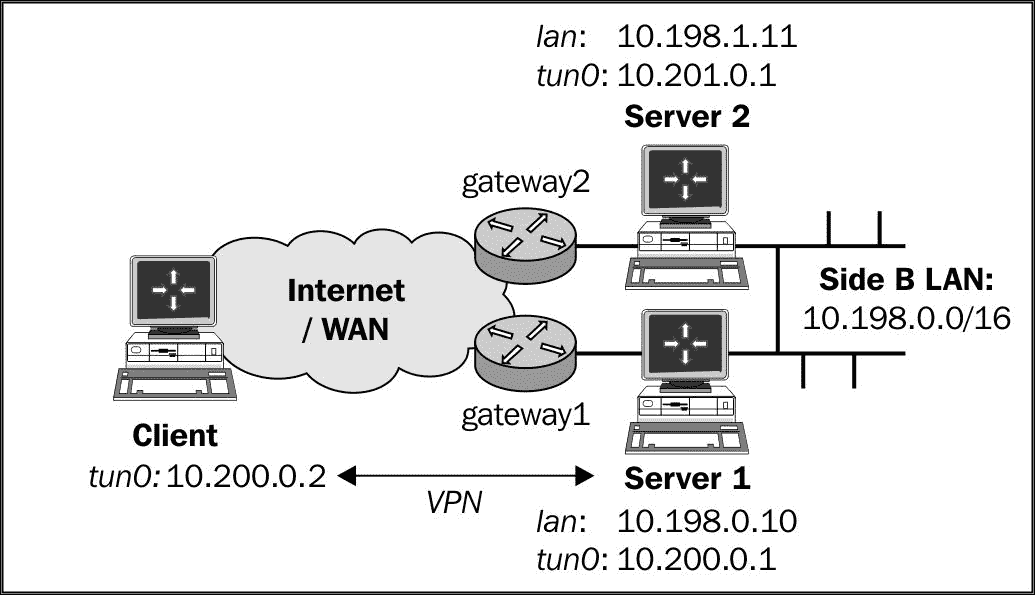 lan: 10.198.1.11
tun0: 10.201.0.1
Server 2
gateway2
Internet
/ WAN
Side B LAN:
10.198.0.0/16
gateway1
Client
tun0: 10.200.0.2
VPN
Server 1
lan: 10.198.0.10
tun0: 10.200.0.1